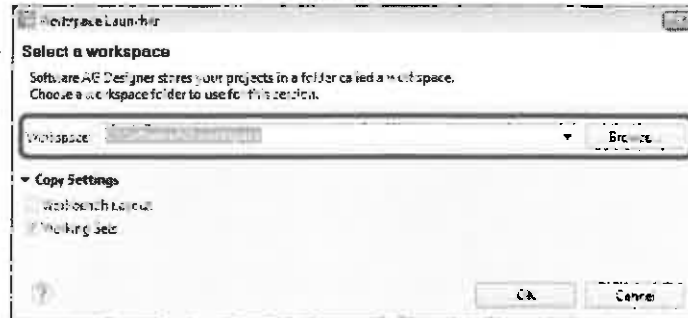 Workspace Launcher
Select a workspace
Software AG Designer stores your projects in a folder called a workspace.
Choose a workspace folder to use for this session.
Workspace:
Browse...
Copy Settings
Workbench Layout
Working Sets
OK
Cancel